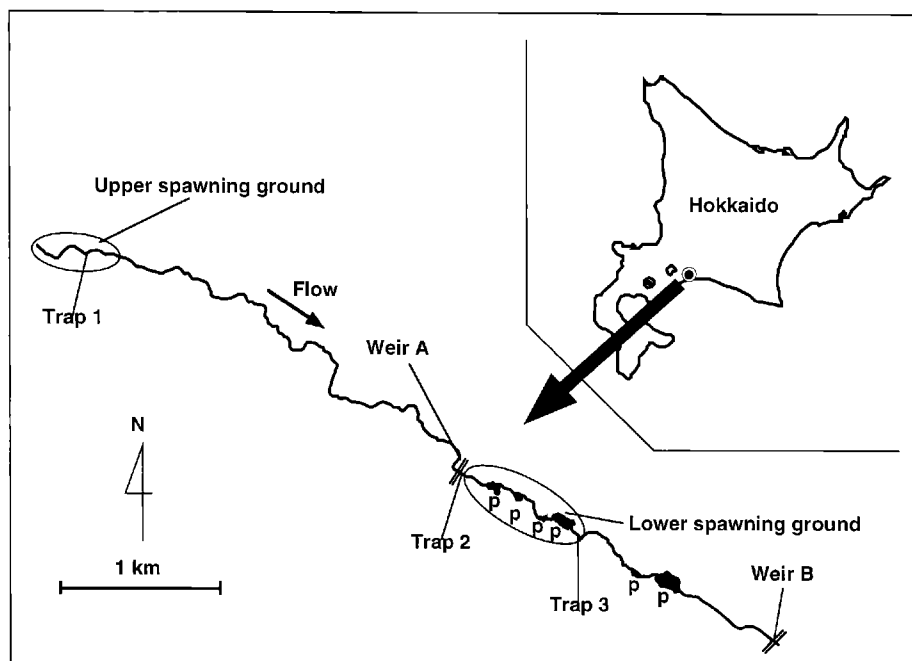 Upper spawning ground
Hokkaido
Trap 1
Flow
Weir A
N
p
p
p
p
Lower spawning ground
Trap 2
1 km
Trap 3
p
p
Weir B